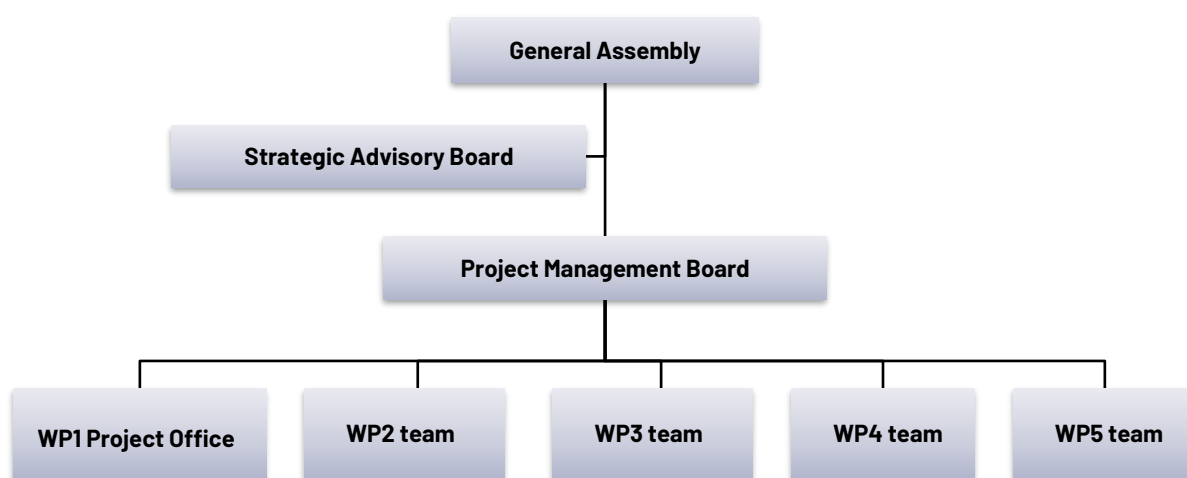 General Assembly
Strategic Advisory Board
Project Management Board
WP1 Project Office
WP2 team
WP3 team
WP4 team
WP5 team